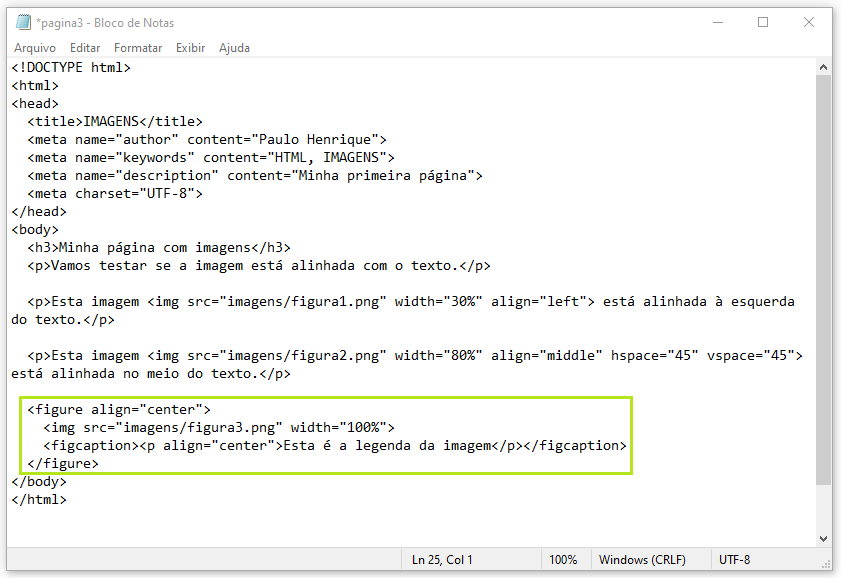 *pagina3 - Bloco de Notas
Arquivo Editar Formatar Exibir Ajuda
<!DOCTYPE html>
<html>
<head>
  <title>IMAGENS</title>
  <meta name="author" content="Paulo Henrique">
  <meta name="keywords" content="HTML, IMAGENS">
  <meta name="description" content="Minha primeira página">
  <meta charset="UTF-8">
</head>
<body>
  <h3>Minha página com imagens</h3>
  <p>Vamos testar se a imagem está alinhada com o texto.</p>
  <p>Esta imagem <img src="imagens/figura1.png" width="30%" align="left"> está alinhada à esquerda
do texto.</p>
  <p>Esta imagem <img src="imagens/figura2.png" width="80%" align="middle" hspace="45" vspace="45">
está alinhada no meio do texto.</p>
  <figure align="center">
    <img src="imagens/figura3.png" width="100%">
    <figcaption><p align="center">Esta é a legenda da imagem</p></figcaption>
  </figure>
</body>
</html>
Ln 25, Col 1 100% Windows (CRLF) UTF-8